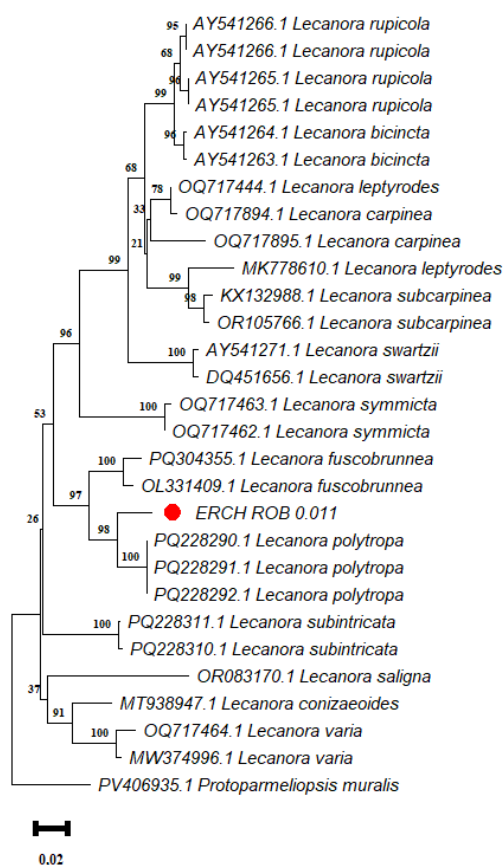 AY541266.1 Lecanora rupicola
AY541266.1 Lecanora rupicola
AY541265.1 Lecanora rupicola
AY541265.1 Lecanora rupicola
AY541264.1 Lecanora bicincta
AY541263.1 Lecanora bicincta
OQ717444.1 Lecanora leptyrodes
OQ717894.1 Lecanora carpinea
OQ717895.1 Lecanora carpinea
MK778610.1 Lecanora leptyrodes
KX132988.1 Lecanora subcarpinea
OR105766.1 Lecanora subcarpinea
AY541271.1 Lecanora swartzii
DQ451656.1 Lecanora swartzii
OQ717463.1 Lecanora symmicta
OQ717462.1 Lecanora symmicta
PQ304355.1 Lecanora fuscobrunnea
OL331409.1 Lecanora fuscobrunnea
ERCH ROB 0.011
PQ228290.1 Lecanora polytropa
PQ228291.1 Lecanora polytropa
PQ228292.1 Lecanora polytropa
PQ228311.1 Lecanora subintricata
PQ228310.1 Lecanora subintricata
OR083170.1 Lecanora saligna
MT938947.1 Lecanora conizaeoides
OQ717464.1 Lecanora varia
MW374996.1 Lecanora varia
PV406935.1 Protoparmeliopsis muralis
95
68
96
99
96
68
78
33
21
99
98
99
100
96
100
53
100
97
98
100
26
100
37
91
100
0.02